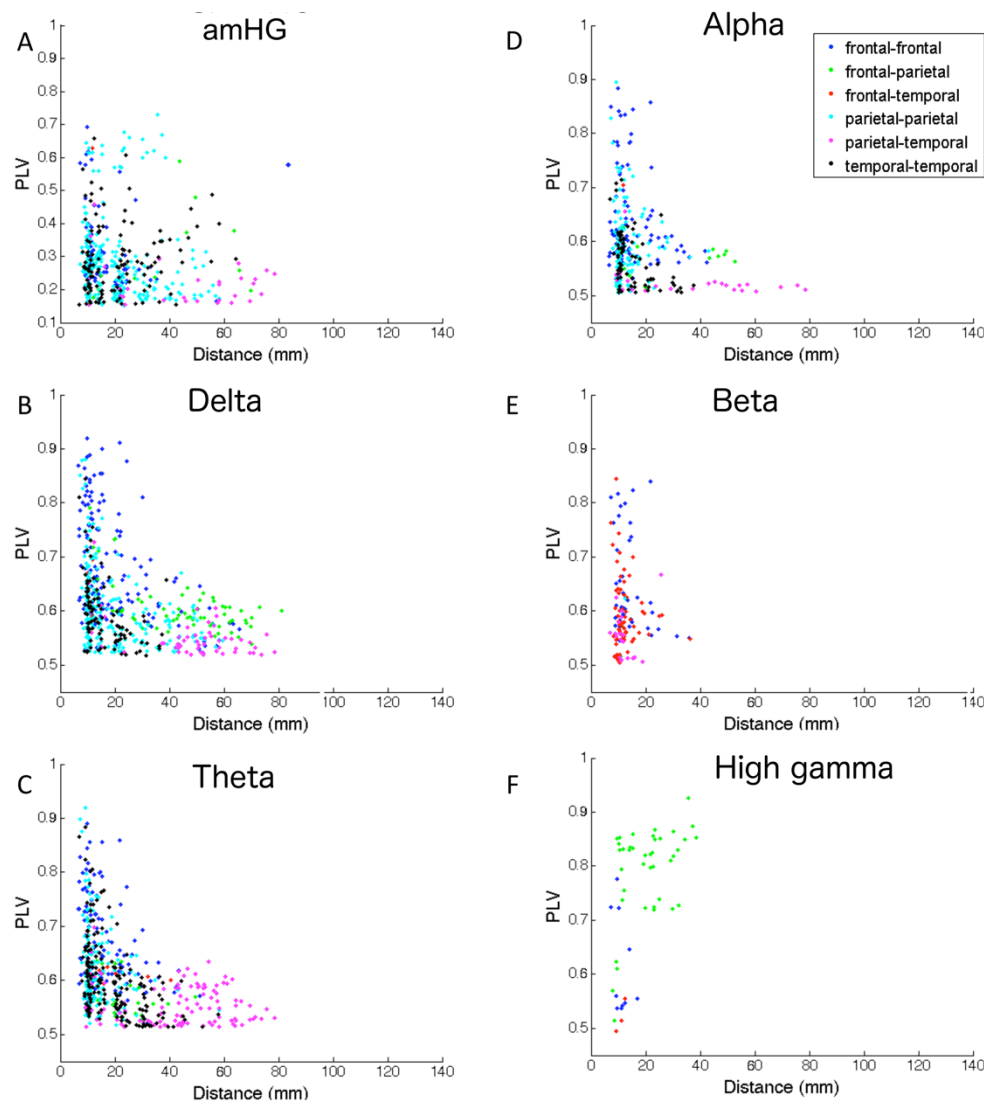 A
amHG
1
0.9
0.8
0.7
0.6
0.5
0.4
0.3
0.2
0.1
PLV
0 20 40 60 80 100 120 140
Distance (mm)
D
Alpha
1
0.9
0.8
0.7
0.6
0.5
PLV
0 20 40 60 80 100 120 140
Distance (mm)
frontal-frontal
frontal-parietal
frontal-temporal
parietal-parietal
parietal-temporal
temporal-temporal
B
Delta
1
0.9
0.8
0.7
0.6
0.5
PLV
0 20 40 60 80 100 120 140
Distance (mm)
E
Beta
1
0.9
0.8
0.7
0.6
0.5
PLV
0 20 40 60 80 100 120 140
Distance (mm)
C
Theta
1
0.9
0.8
0.7
0.6
0.5
PLV
0 20 40 60 80 100 120 140
Distance (mm)
F
High gamma
1
0.9
0.8
0.7
0.6
0.5
PLV
0 20 40 60 80 100 120 140
Distance (mm)